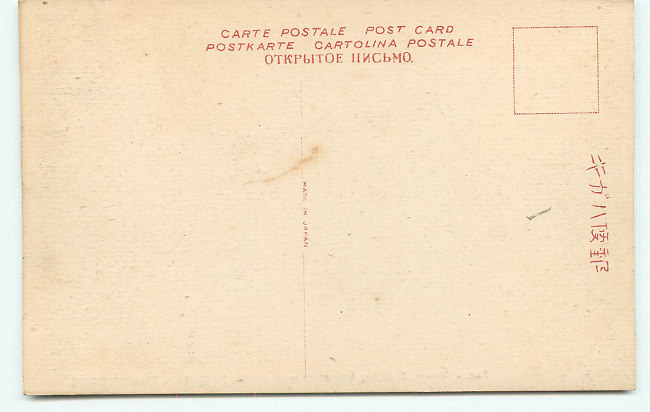 CARTE POSTALE POST CARD
POSTKARTE CARTOLINA POSTALE
ОТКРЫТОЕ ПИСЬМО.
MADE IN JAPAN
郵便ハガキ